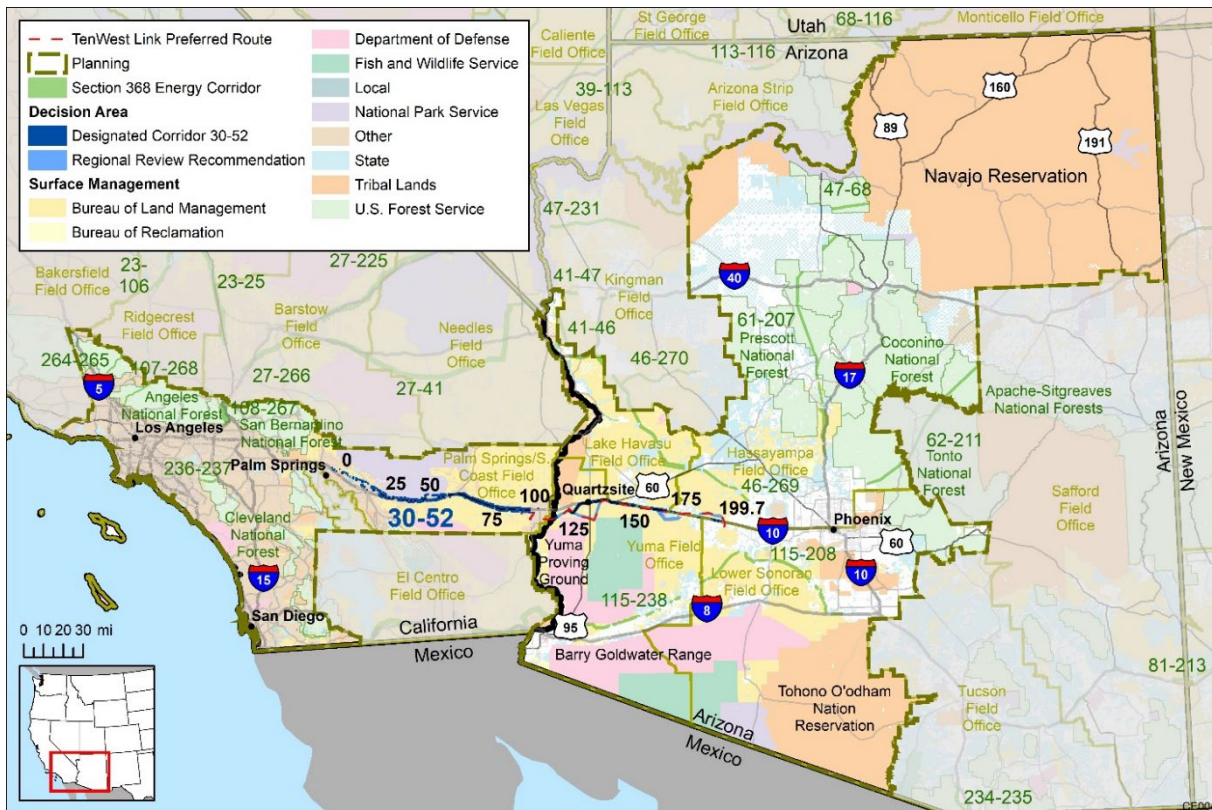 TenWest Link Preferred Route
Planning
Section 368 Energy Corridor
Decision Area
Designated Corridor 30-52
Regional Review Recommendation
Surface Management
Bureau of Land Management
Bureau of Reclamation
Department of Defense
Fish and Wildlife Service
Local
National Park Service
Other
State
Tribal Lands
U.S. Forest Service
St George
Field Office
68-116
Monticello Field Office
Utah
Arizona
Caliente
Field Office
113-116
39-113
Arizona Strip
Field Office
Las Vegas
Field
Office
160
89
191
Navajo Reservation
47-68
47-231
Bakersfield
Field Office
23-
106
23-25
27-225
41-47
Kingman
Field
Office
40
Ridgecrest
Field Office
Barstow
Field
Office
Needles
Field
Office
41-46
61-207
Prescott
National
Forest
Coconino
National
Forest
264-265
107-268
27-266
27-41
46-270
17
5
Angeles
National Forest
108-267
San Bernardino
National Forest
Apache-Sitgreaves
National Forests
Arizona
New Mexico
Los Angeles
Lake Havasu
Field Office
Hassayampa
Field Office
62-211
Tonto
National
Forest
236-237
Palm Springs
0
25
50
75
100
125
150
175
199.7
30-52
Palm Springs/S.
Coast Field
Office
Quartzsite
60
46-269
Safford
Field
Office
Cleveland
National
Forest
10
Phoenix
60
Yuma
Proving
Ground
Yuma Field
Office
115-208
10
15
El Centro
Field Office
115-238
Lower Sonoran
Field Office
8
San Diego
California
Mexico
95
Barry Goldwater Range
0 10 20 30 mi
81-213
Tohono O'odham
Nation
Reservation
Tucson
Field
Office
Arizona
Mexico
234-235